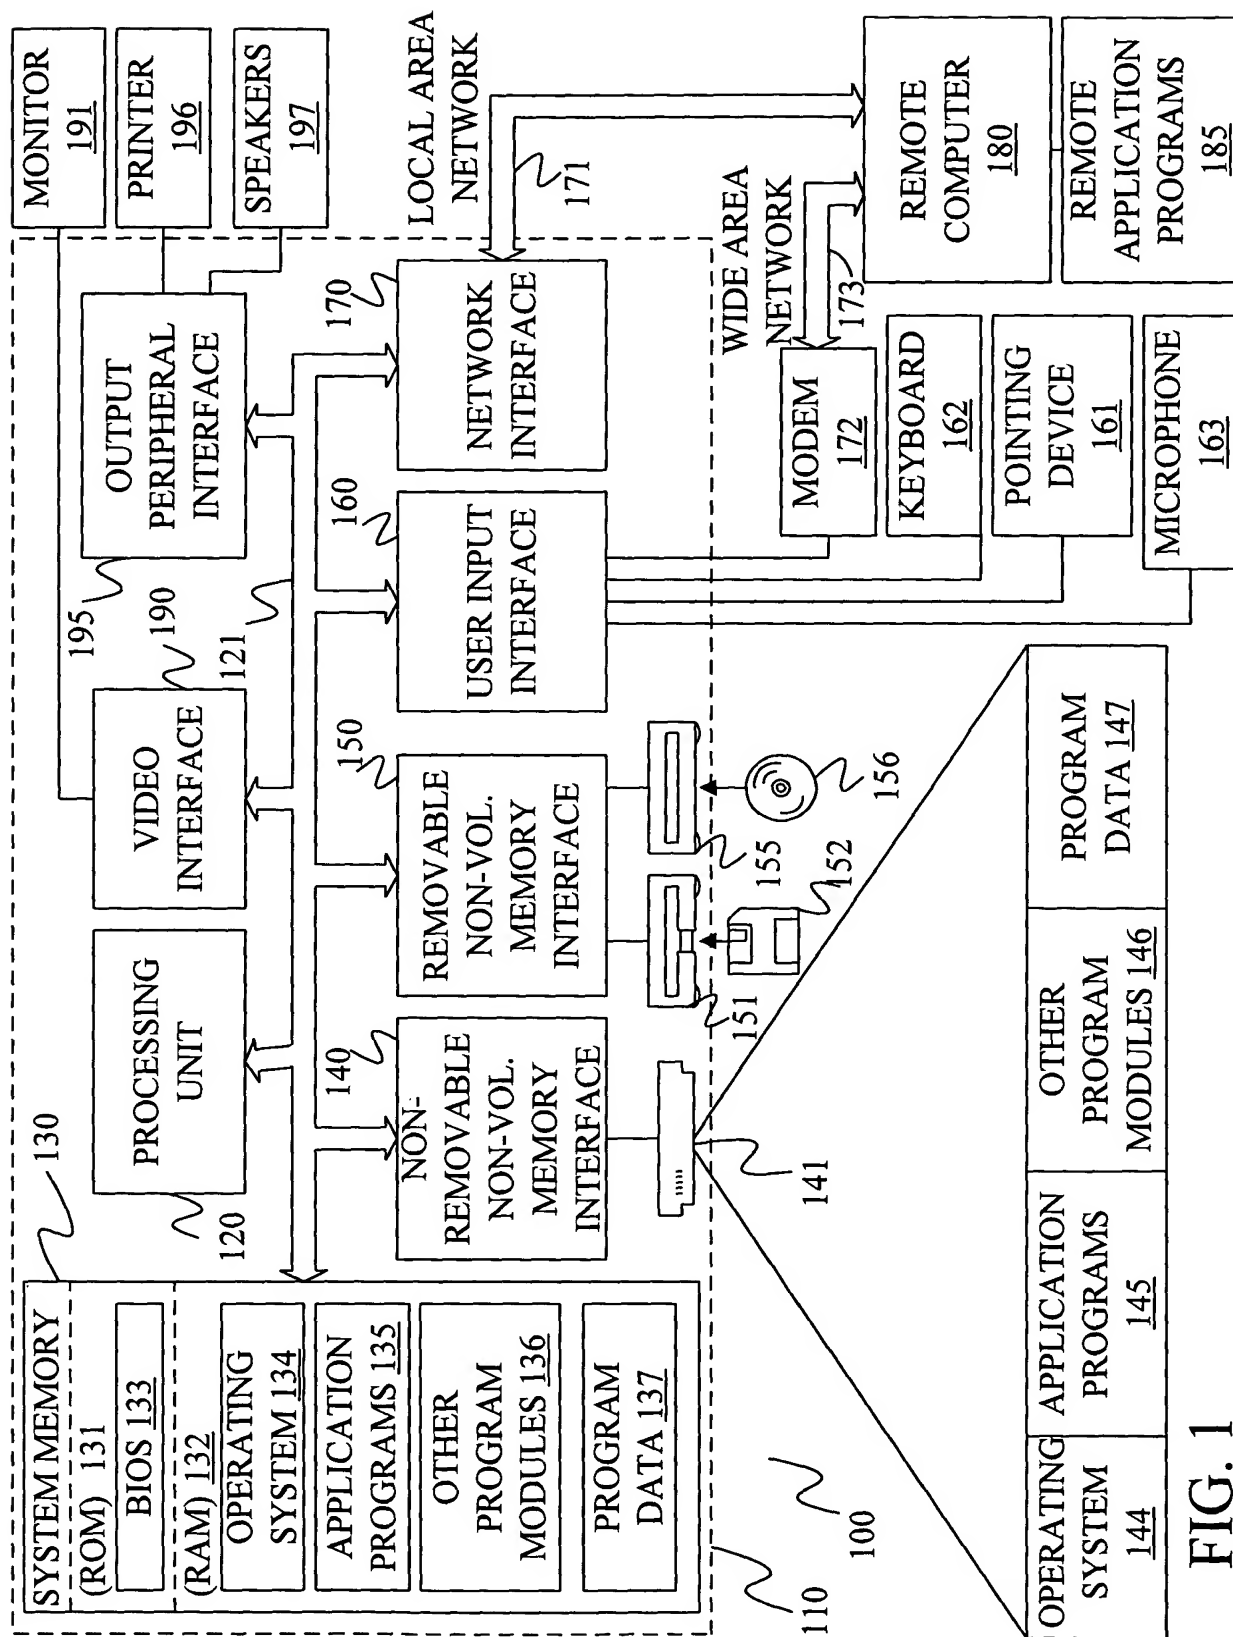 SYSTEM MEMORY
(ROM) 131
BIOS 133
(RAM) 132
OPERATING
SYSTEM 134
APPLICATION
PROGRAMS 135
OTHER
PROGRAM
MODULES 136
PROGRAM
DATA 137
130
PROCESSING
UNIT
120
VIDEO
INTERFACE
190
OUTPUT
PERIPHERAL
INTERFACE
195
121
MONITOR
191
PRINTER
196
SPEAKERS
197
NON-
REMOVABLE
NON-VOL.
MEMORY
INTERFACE
140
REMOVABLE
NON-VOL.
MEMORY
INTERFACE
150
USER INPUT
INTERFACE
160
NETWORK
INTERFACE
170
LOCAL AREA
NETWORK
171
141
151
152
155
156
WIDE AREA
NETWORK
173
MODEM
172
KEYBOARD
162
POINTING
DEVICE
161
MICROPHONE
163
REMOTE
COMPUTER
180
REMOTE
APPLICATION
PROGRAMS
185
110
100
OPERATING
SYSTEM
144
APPLICATION
PROGRAMS
145
OTHER
PROGRAM
MODULES 146
PROGRAM
DATA 147
FIG. 1